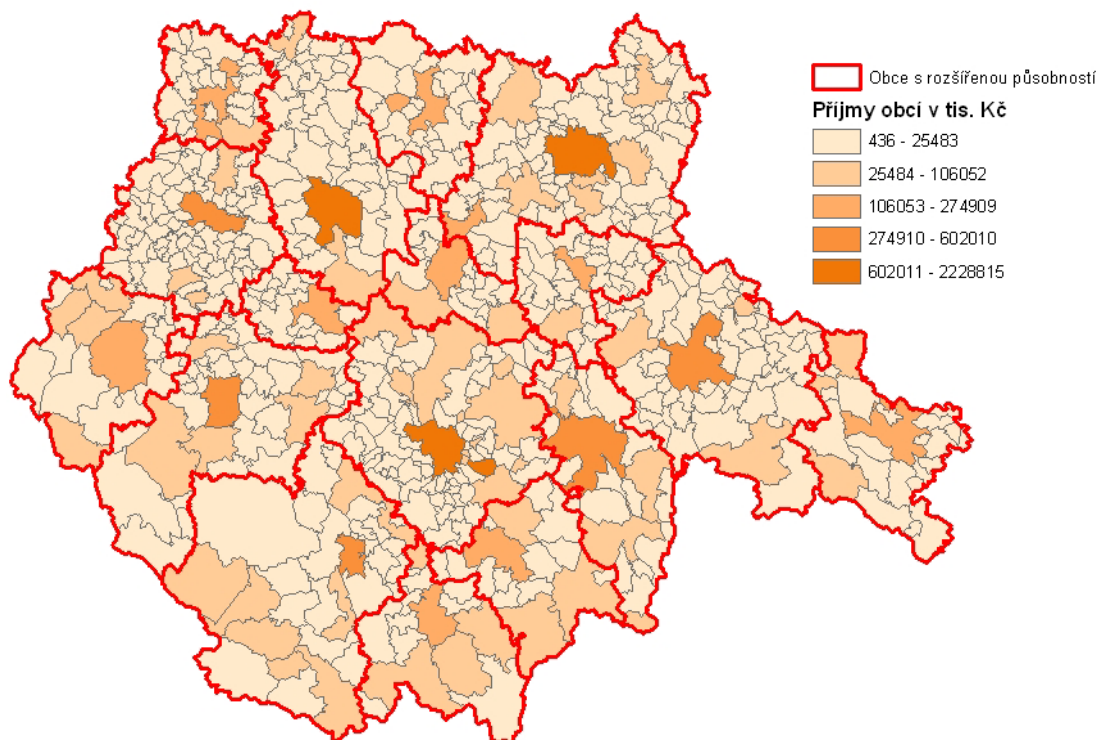 Obce s rozšířenou působností
Příjmy obcí v tis. Kč
436 - 25483
25484 - 106052
106053 - 274909
274910 - 602010
602011 - 2228815